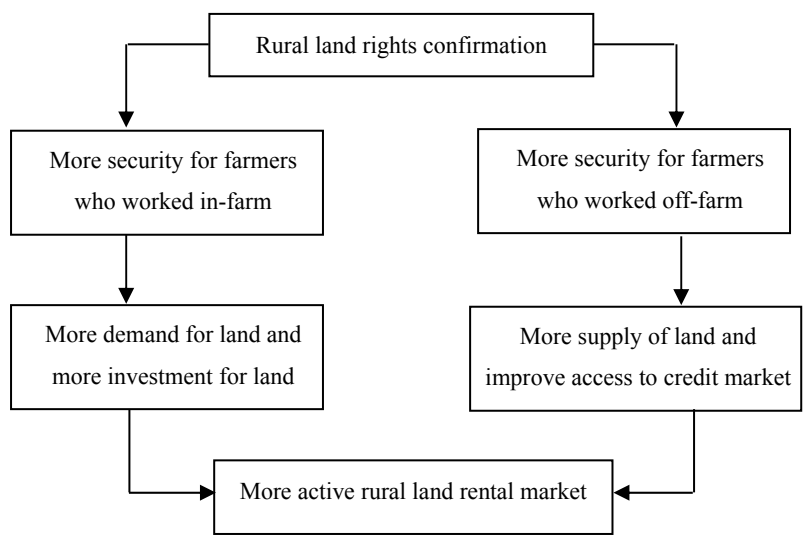 Rural land rights confirmation
More security for farmers
who worked in-farm
More security for farmers
who worked off-farm
More demand for land and
more investment for land
More supply of land and
improve access to credit market
More active rural land rental market